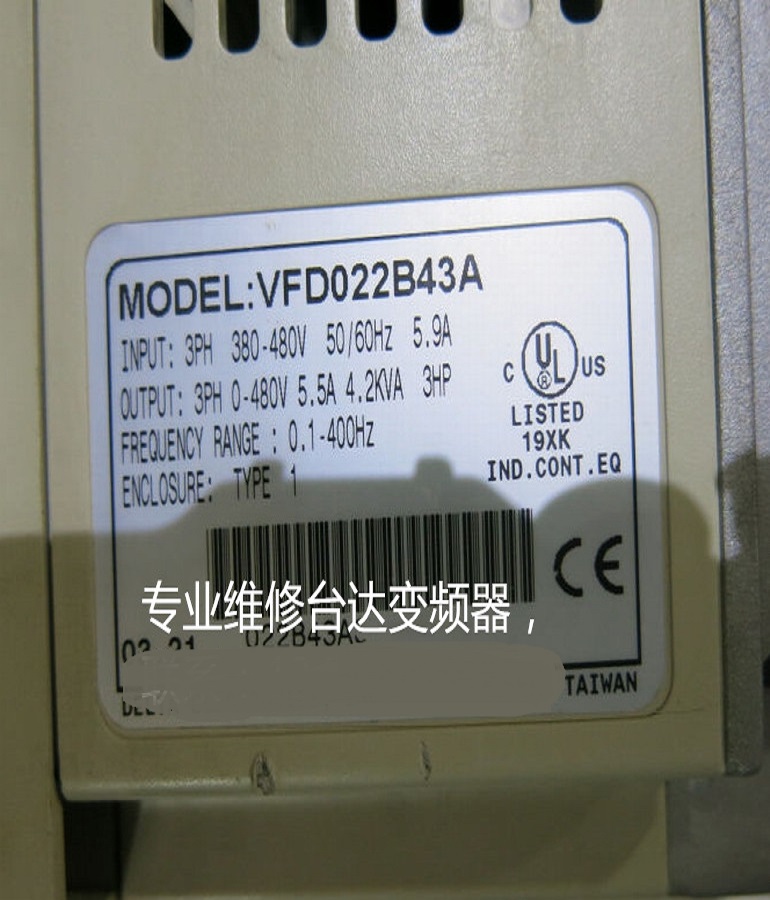 MODEL:VFD022B43A
INPUT: 3PH 380-480V 50/60Hz 5.9A
OUTPUT: 3PH 0-480V 5.5A 4.2KVA 3HP
FREQUENCY RANGE : 0.1-400Hz
ENCLOSURE: TYPE 1
C UL ® US
LISTED
19XK
IND.CONT.EQ
CE
专业维修台达变频器，
022B43A
TAIWAN